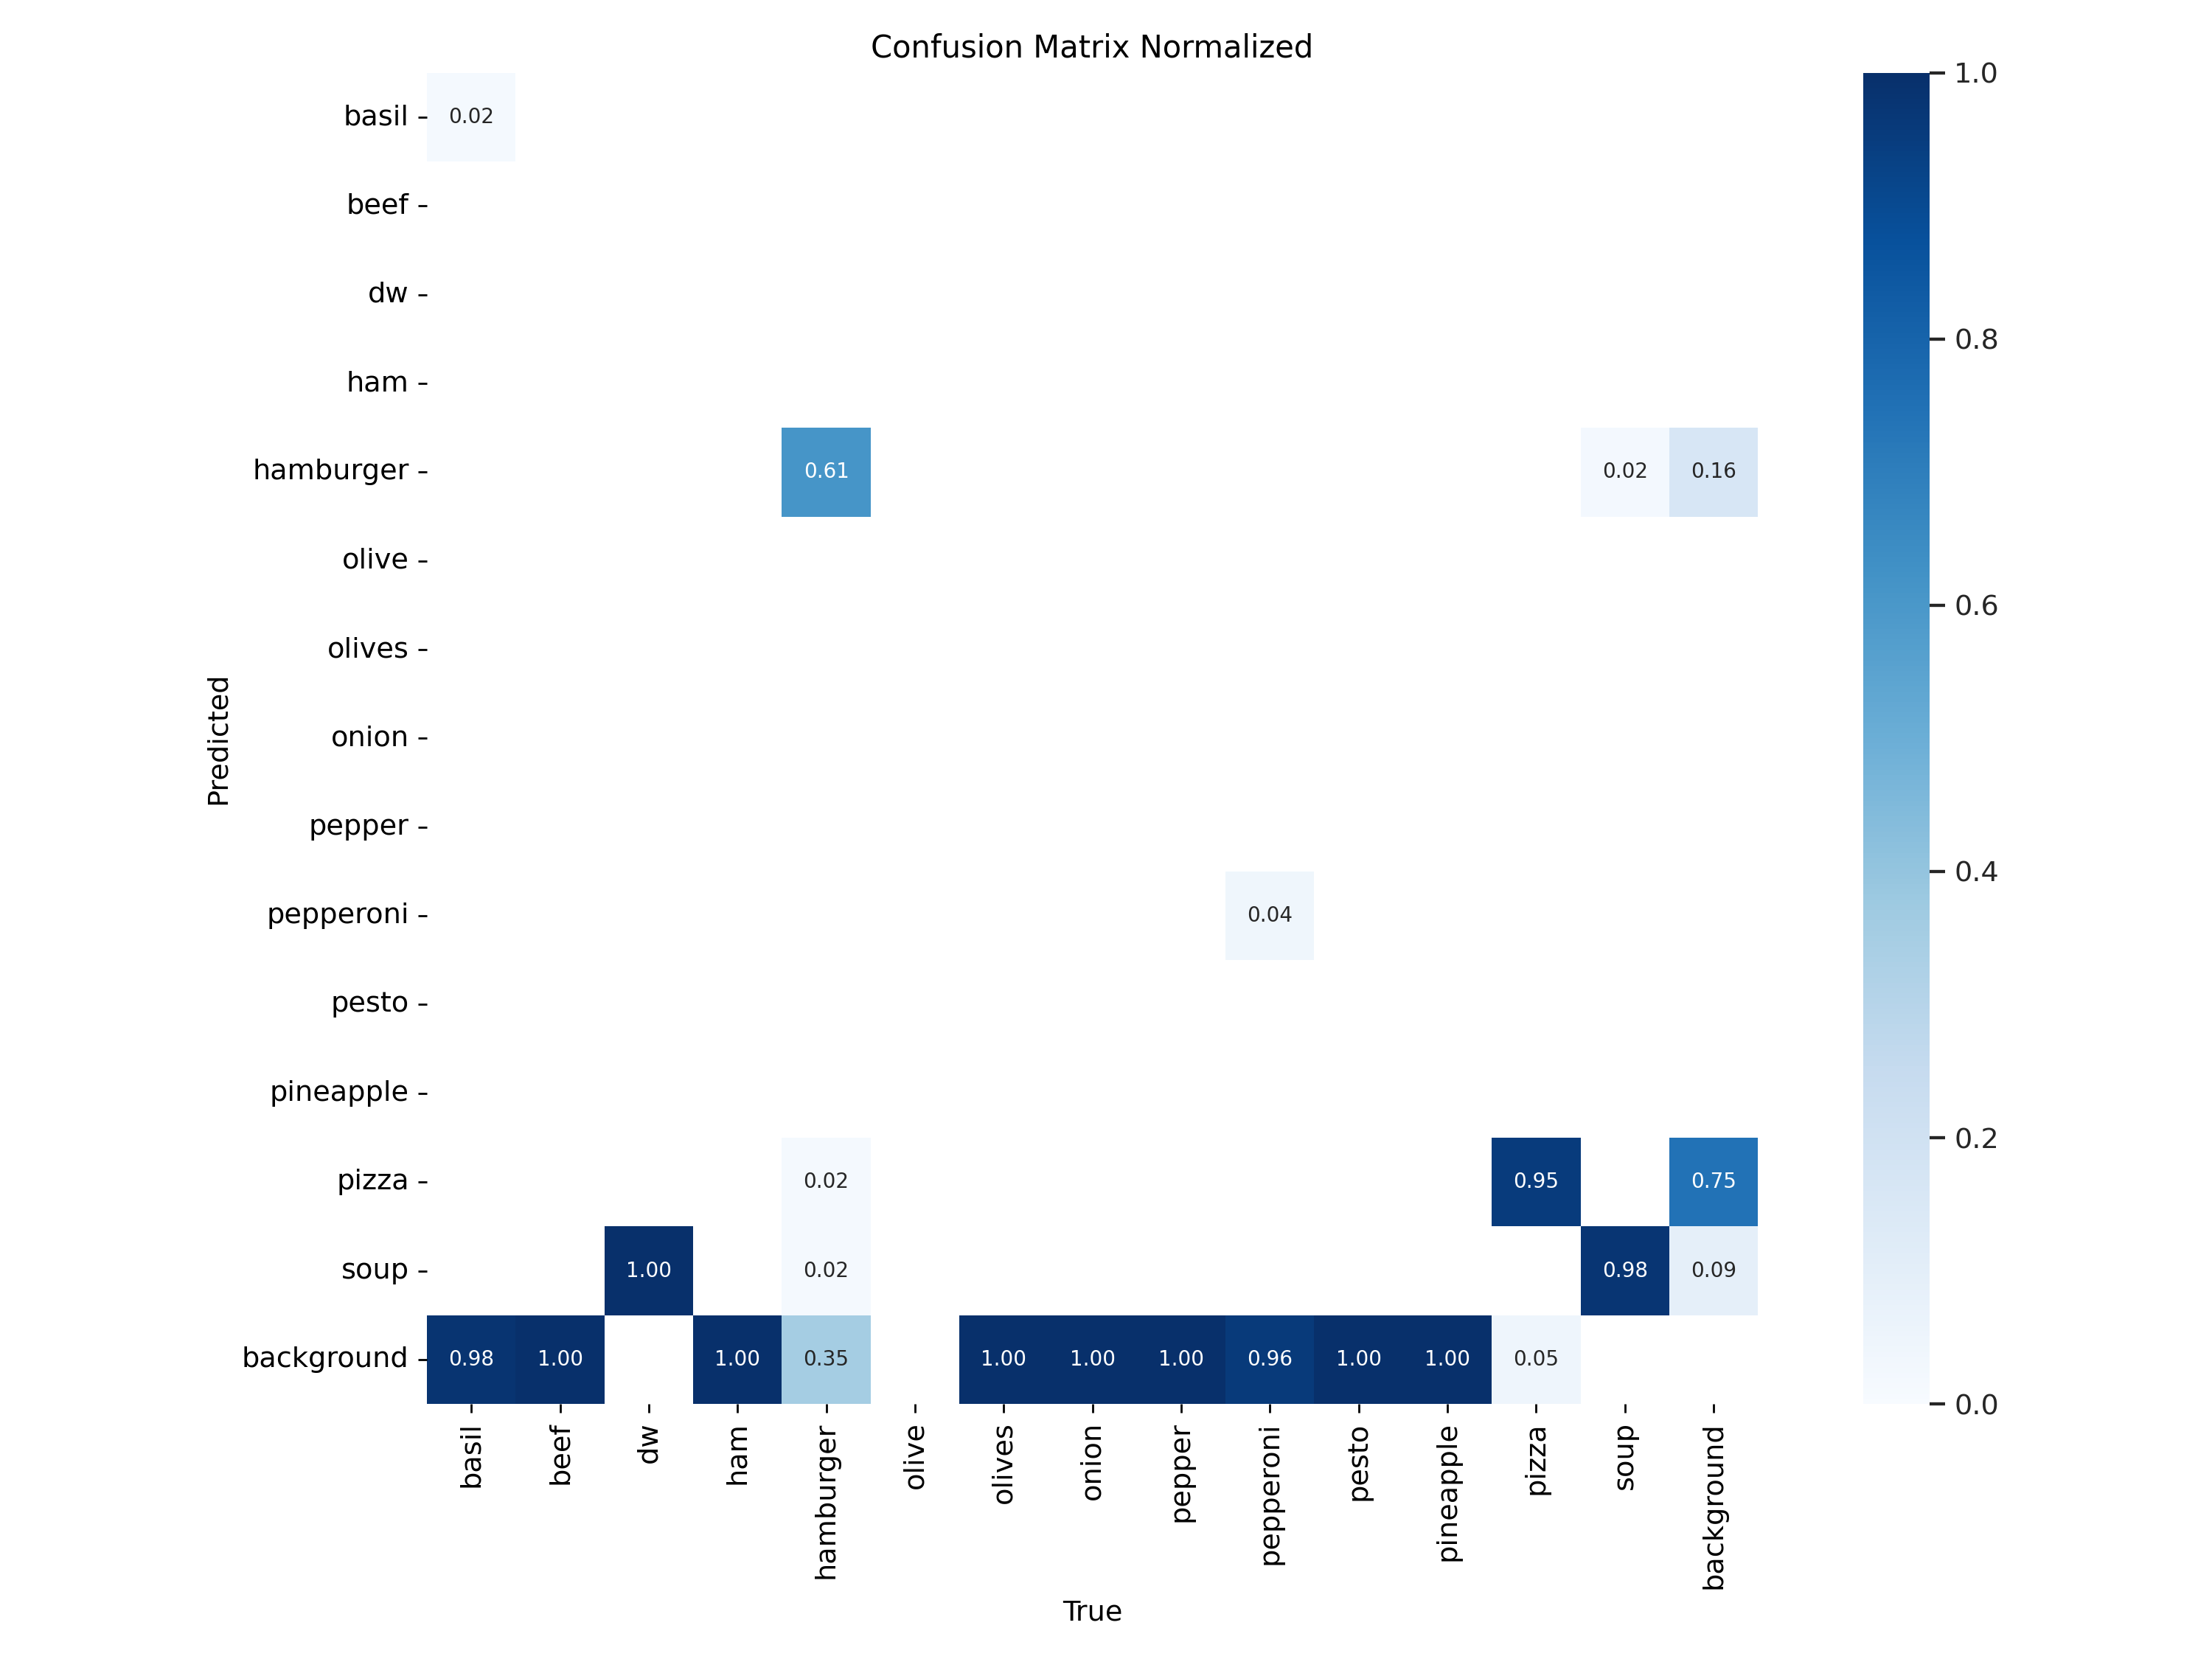 Confusion Matrix Normalized
Predicted
basil
0.02
beef
dw
ham
hamburger
0.61 0.02 0.16
olive
olives
onion
pepper
pepperoni
0.04
pesto
pineapple
pizza
0.02 0.95 0.75
soup
1.00 0.02 0.98 0.09
background
0.98 1.00 1.00 0.35 1.00 1.00 1.00 0.96 1.00 1.00 0.05
basil beef dw ham hamburger olive olives onion pepper pepperoni pesto pineapple pizza soup background
True
1.0
0.8
0.6
0.4
0.2
0.0